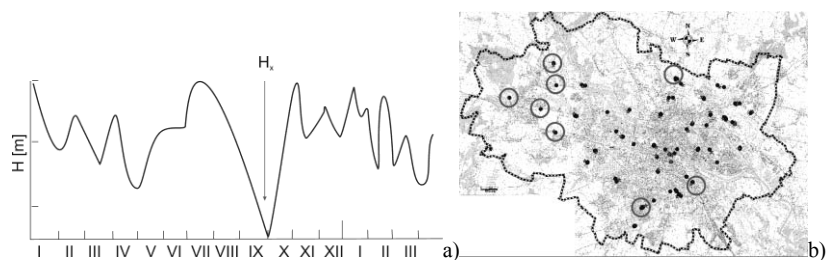 Hₓ
H [m]
I II III IV V VI VII VIII IX X XI XII I II III
a)
N
W E
b)